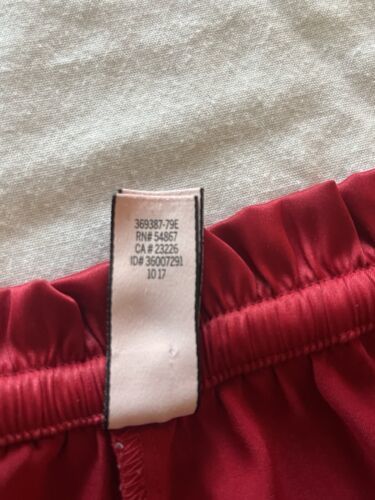 369387-79E
RN# 54867
CA # 23226
ID# 36007291
10 17